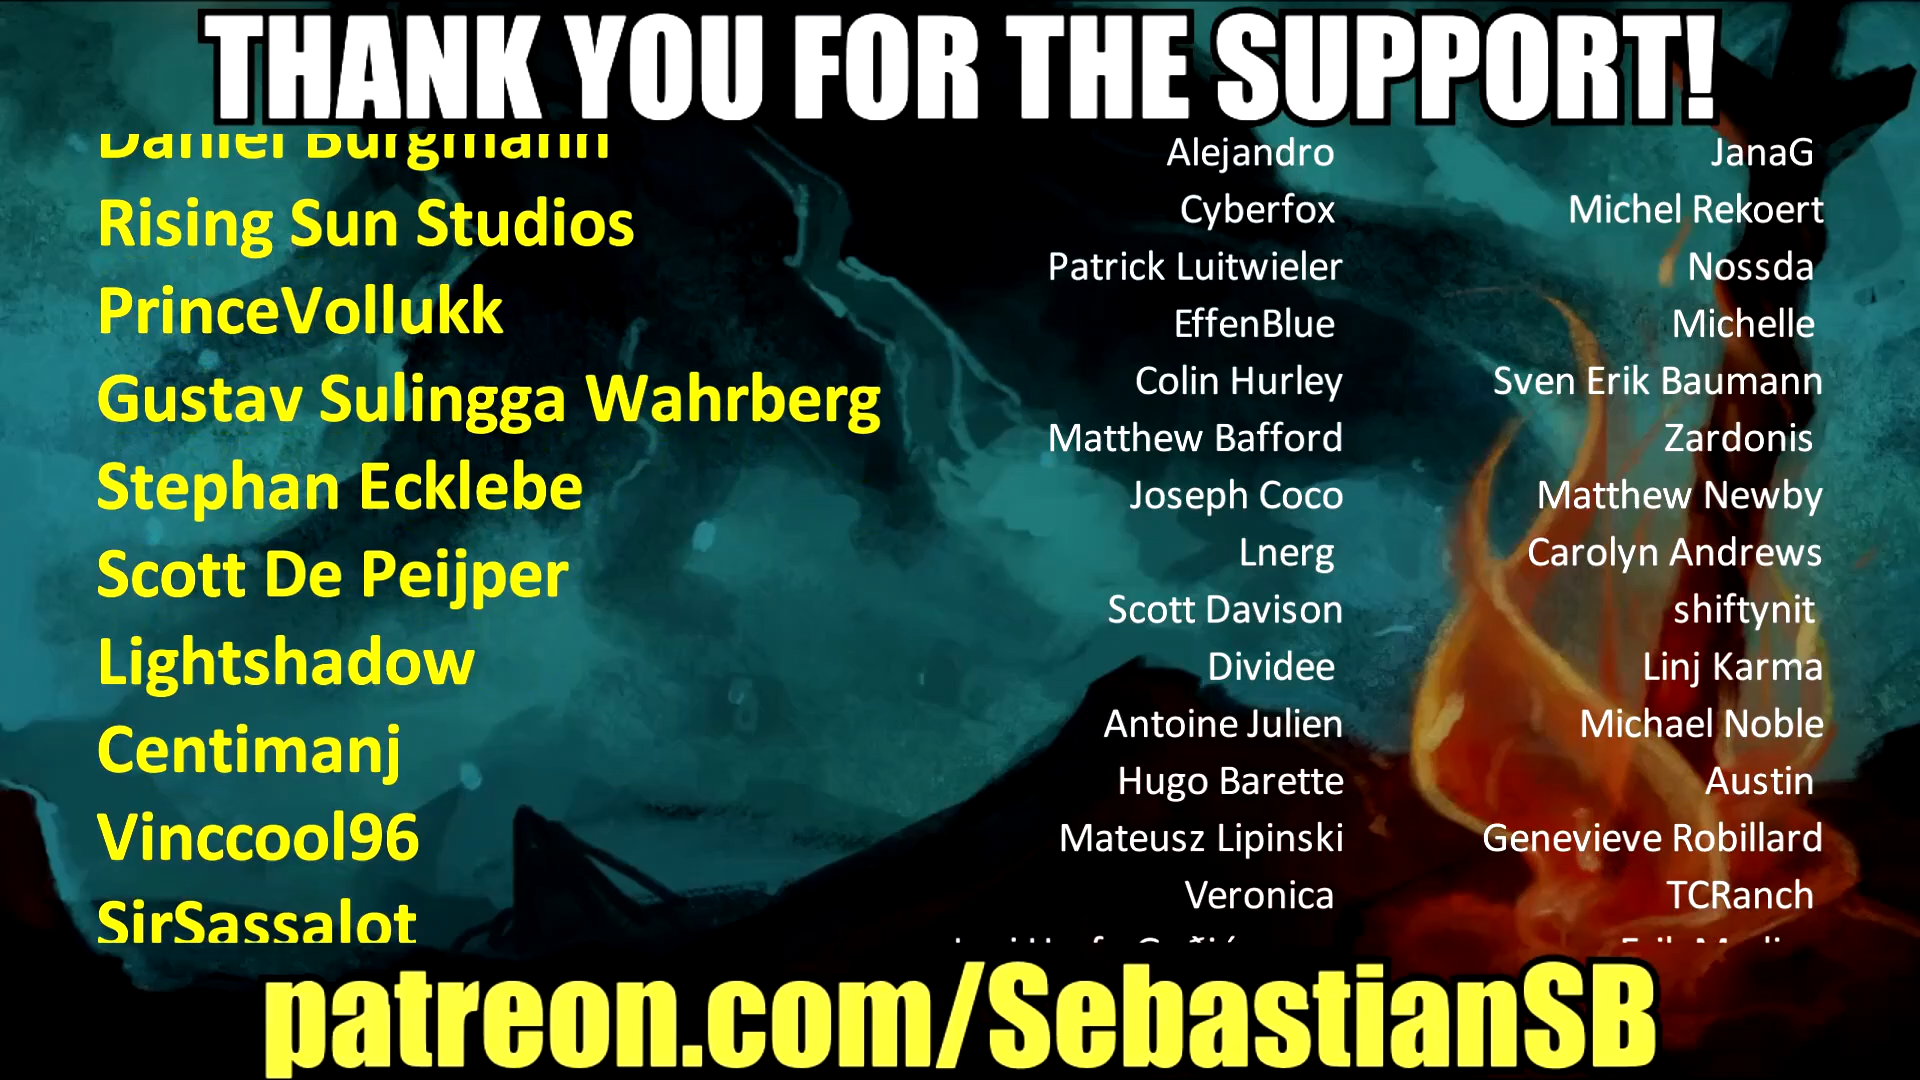 THANK YOU FOR THE SUPPORT!
Daniel Burgmann
Rising Sun Studios
PrinceVollukk
Gustav Sulingga Wahrberg
Stephan Ecklebe
Scott De Peijper
Lightshadow
Centimanj
Vinccool96
SirSassalot
Alejandro
Cyberfox
Patrick Luitwieler
EffenBlue
Colin Hurley
Matthew Bafford
Joseph Coco
Lnerg
Scott Davison
Dividee
Antoine Julien
Hugo Barette
Mateusz Lipinski
Veronica
JanaG
Michel Rekoert
Nossda
Michelle
Sven Erik Baumann
Zardonis
Matthew Newby
Carolyn Andrews
shiftynit
Linj Karma
Michael Noble
Austin
Genevieve Robillard
TCRanch
patreon.com/SebastianSB